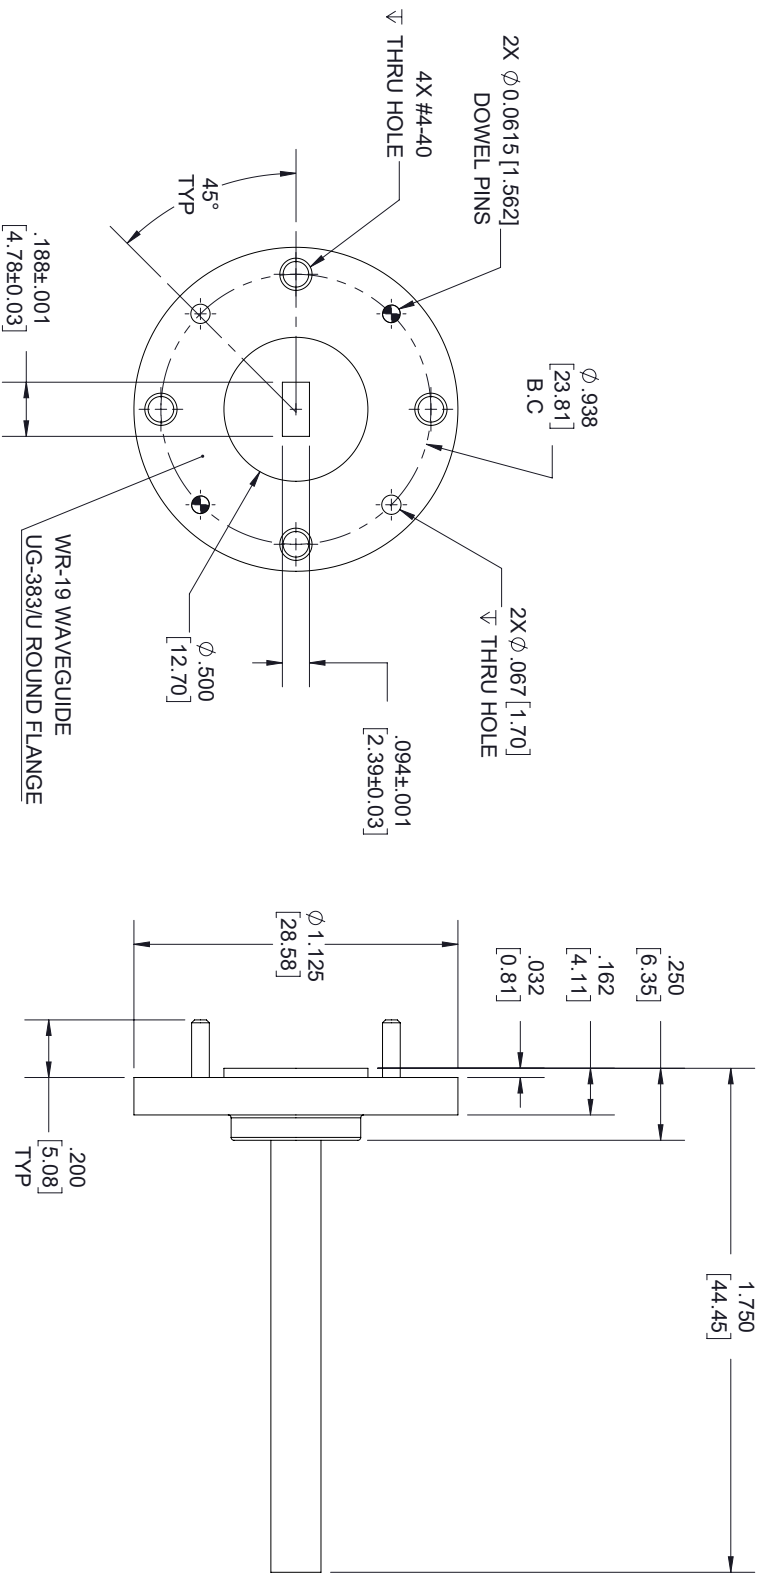 ⌵ THRU HOLE
4X #4-40
2X ∅0.0615 [1.562]
DOWEL PINS
∅ .938
[23.81]
B.C
2X∅ .067 [1.70]
⌵ THRU HOLE
45°
TYP
.188±.001
[4.78±0.03]
∅ .500
[12.70]
.094±.001
[2.39±0.03]
WR-19 WAVEGUIDE
UG-383/U ROUND FLANGE
∅ 1.125
[28.58]
.032
[0.81]
.162
[4.11]
.250
[6.35]
1.750
[44.45]
.200
[5.08]
TYP